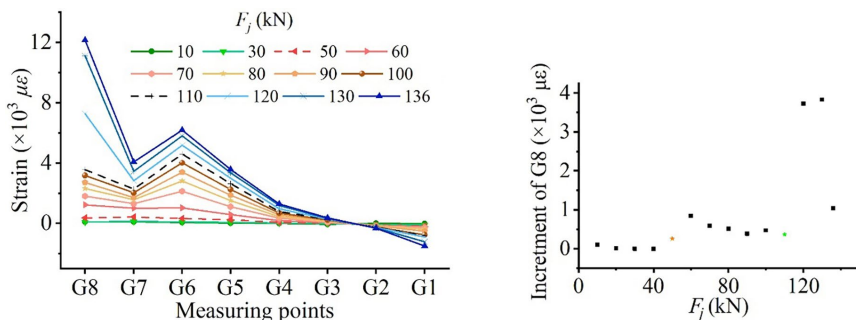 F_j (kN)
10 30 50 60
70 80 90 100
110 120 130 136
Strain (×10³ με)
12
8
4
0
G8 G7 G6 G5 G4 G3 G2 G1
Measuring points
Incretment of G8 (×10³ με)
4
3
2
1
0
0 40 80 120
F_j (kN)